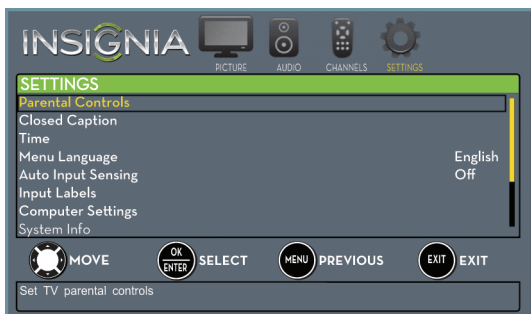 INSIGNIA
PICTURE AUDIO CHANNELS SETTINGS
SETTINGS
Parental Controls
Closed Caption
Time
Menu Language English
Auto Input Sensing Off
Input Labels
Computer Settings
System Info
MOVE OK ENTER SELECT MENU PREVIOUS EXIT EXIT
Set TV parental controls